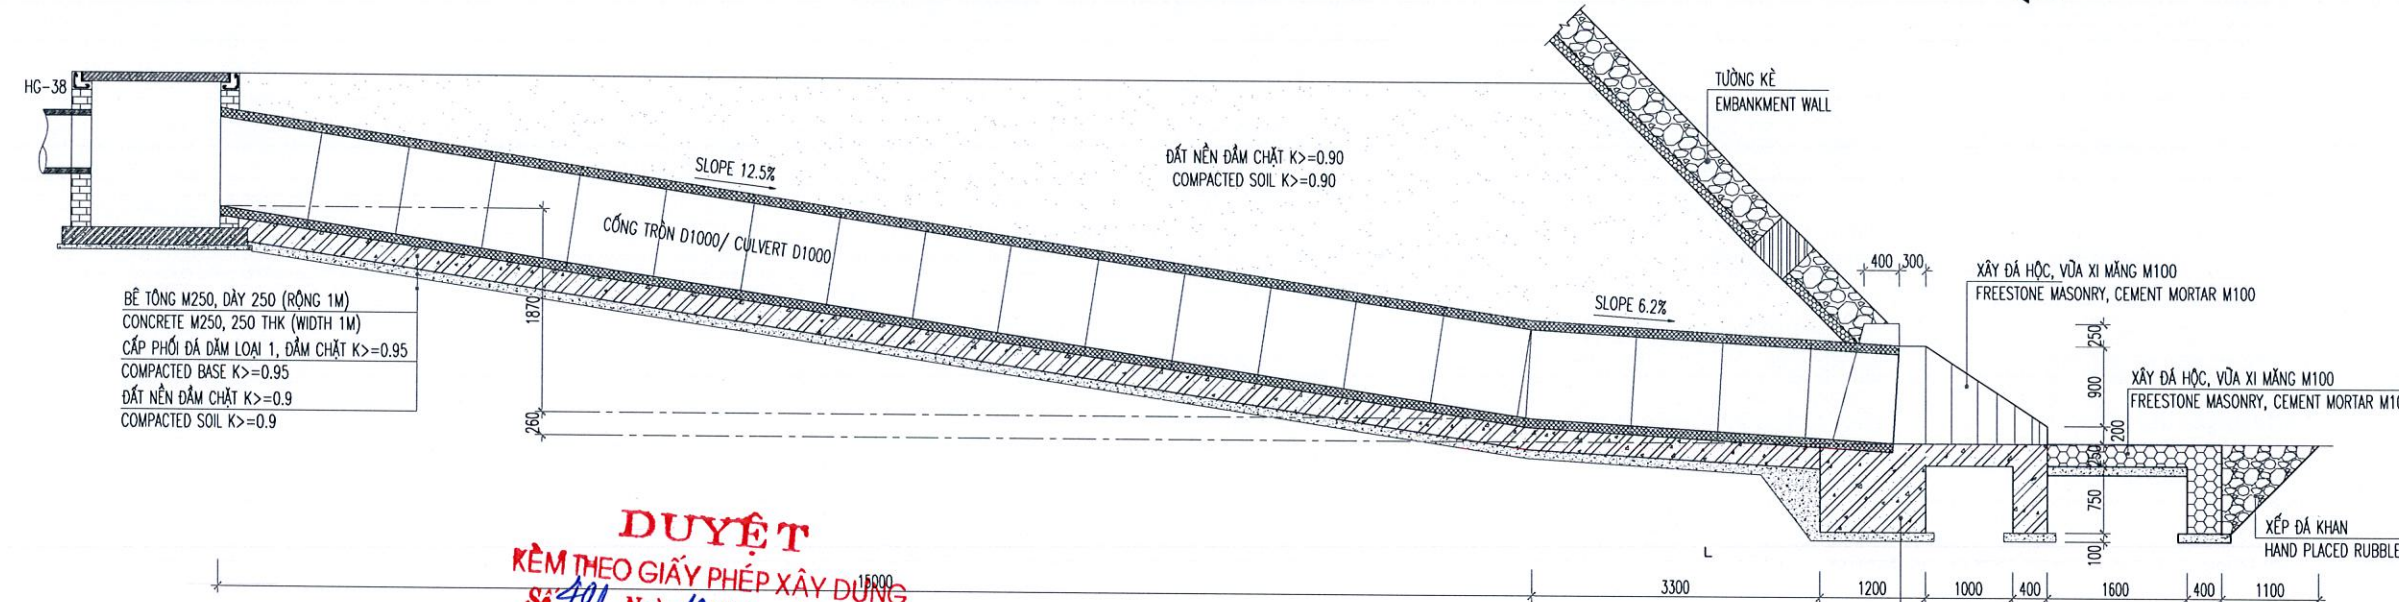 HG-38
TƯỜNG KÈ
EMBANKMENT WALL
SLOPE 12.5%
ĐẤT NỀN ĐẦM CHẶT K>=0.90
COMPACTED SOIL K>=0.90
CỐNG TRÒN D1000/ CULVERT D1000
400 300
XÂY ĐÁ HỘC, VỮA XI MĂNG M100
FREESTONE MASONRY, CEMENT MORTAR M100
BÊ TÔNG M250, DÀY 250 (RỘNG 1M)
CONCRETE M250, 250 THK (WIDTH 1M)
CẤP PHỐI ĐÁ DĂM LOẠI 1, ĐẦM CHẶT K>=0.95
COMPACTED BASE K>=0.95
ĐẤT NỀN ĐẦM CHẶT K>=0.9
COMPACTED SOIL K>=0.9
1870
260
SLOPE 6.2%
250
900
200
250
750
100
XÂY ĐÁ HỘC, VỮA XI MĂNG M100
FREESTONE MASONRY, CEMENT MORTAR M10
XẾP ĐÁ KHAN
HAND PLACED RUBBLE
L
DUYỆT
KÈM THEO GIẤY PHÉP XÂY DỰNG
Số
15000
3300
1200
1000
400
1600
400
1100